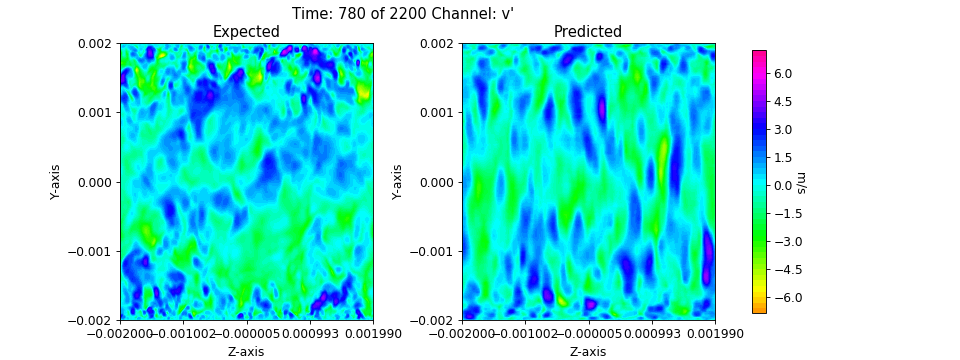 Time: 780 of 2200 Channel: v'
Expected
Predicted
0.002
0.001
0.000
−0.001
−0.002
Y-axis
−0.002000 −0.001002 −0.000005 0.000993 0.001990
Z-axis
0.002
0.001
0.000
−0.001
−0.002
Y-axis
−0.002000 −0.001002 −0.000005 0.000993 0.001990
Z-axis
6.0
4.5
3.0
1.5
0.0
−1.5
−3.0
−4.5
−6.0
m/s